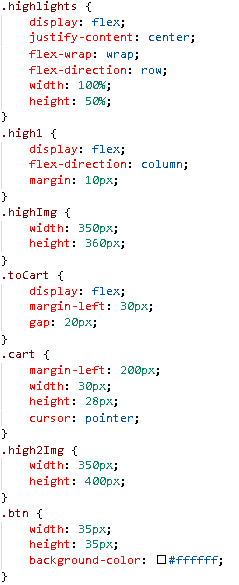 .highlights {
display: flex;
justify-content: center;
flex-wrap: wrap;
flex-direction: row;
width: 100%;
height: 50%;
}
.high1 {
display: flex;
flex-direction: column;
margin: 10px;
}
.highImg {
width: 350px;
height: 360px;
}
.toCart {
display: flex;
margin-left: 30px;
gap: 20px;
}
.cart {
margin-left: 200px;
width: 30px;
height: 28px;
cursor: pointer;
}
.high2Img {
width: 350px;
height: 400px;
}
.btn {
width: 35px;
height: 35px;
background-color: #ffffff;
}